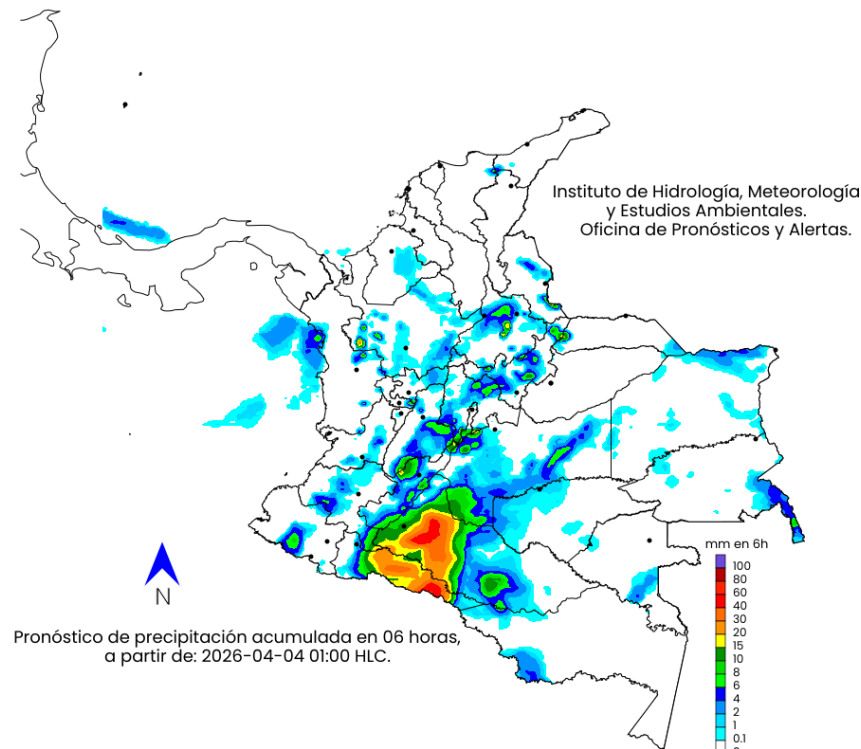 Instituto de Hidrología, Meteorología
y Estudios Ambientales.
Oficina de Pronósticos y Alertas.
N
Pronóstico de precipitación acumulada en 06 horas,
a partir de: 2026-04-04 01:00 HLC.
mm en 6h
100
80
60
40
30
20
15
10
8
6
4
2
1
0.1